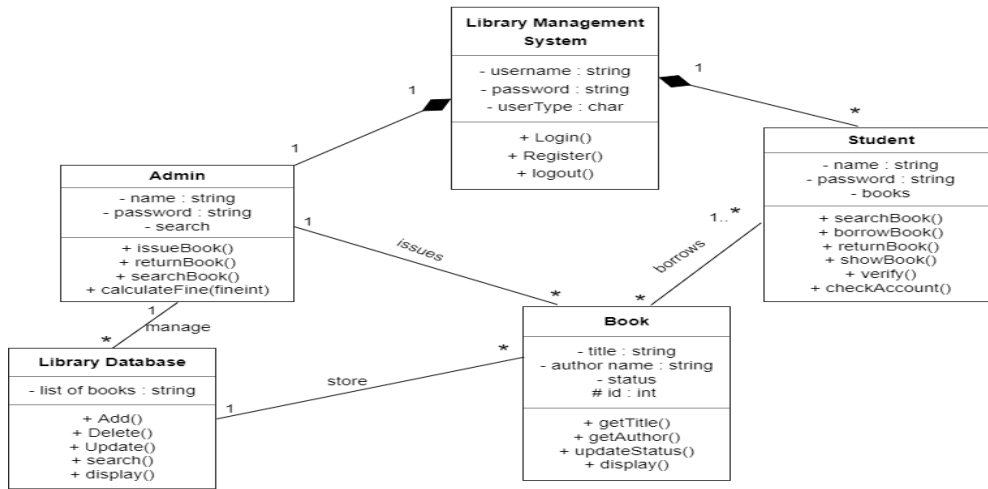 Library Management
System
- username : string
- password : string
- userType : char
+ Login()
+ Register()
+ logout()
1
1
1
*
Admin
- name : string
- password : string
- search
+ issueBook()
+ returnBook()
+ searchBook()
+ calculateFine(fineint)
Student
- name : string
- password : string
- books
+ searchBook()
+ borrowBook()
+ returnBook()
+ showBook()
+ verify()
+ checkAccount()
1
issues
*
1..*
borrows
*
1
manage
*
Library Database
- list of books : string
+ Add()
+ Delete()
+ Update()
+ search()
+ display()
1
store
*
Book
- title : string
- author name : string
- status
# id : int
+ getTitle()
+ getAuthor()
+ updateStatus()
+ display()